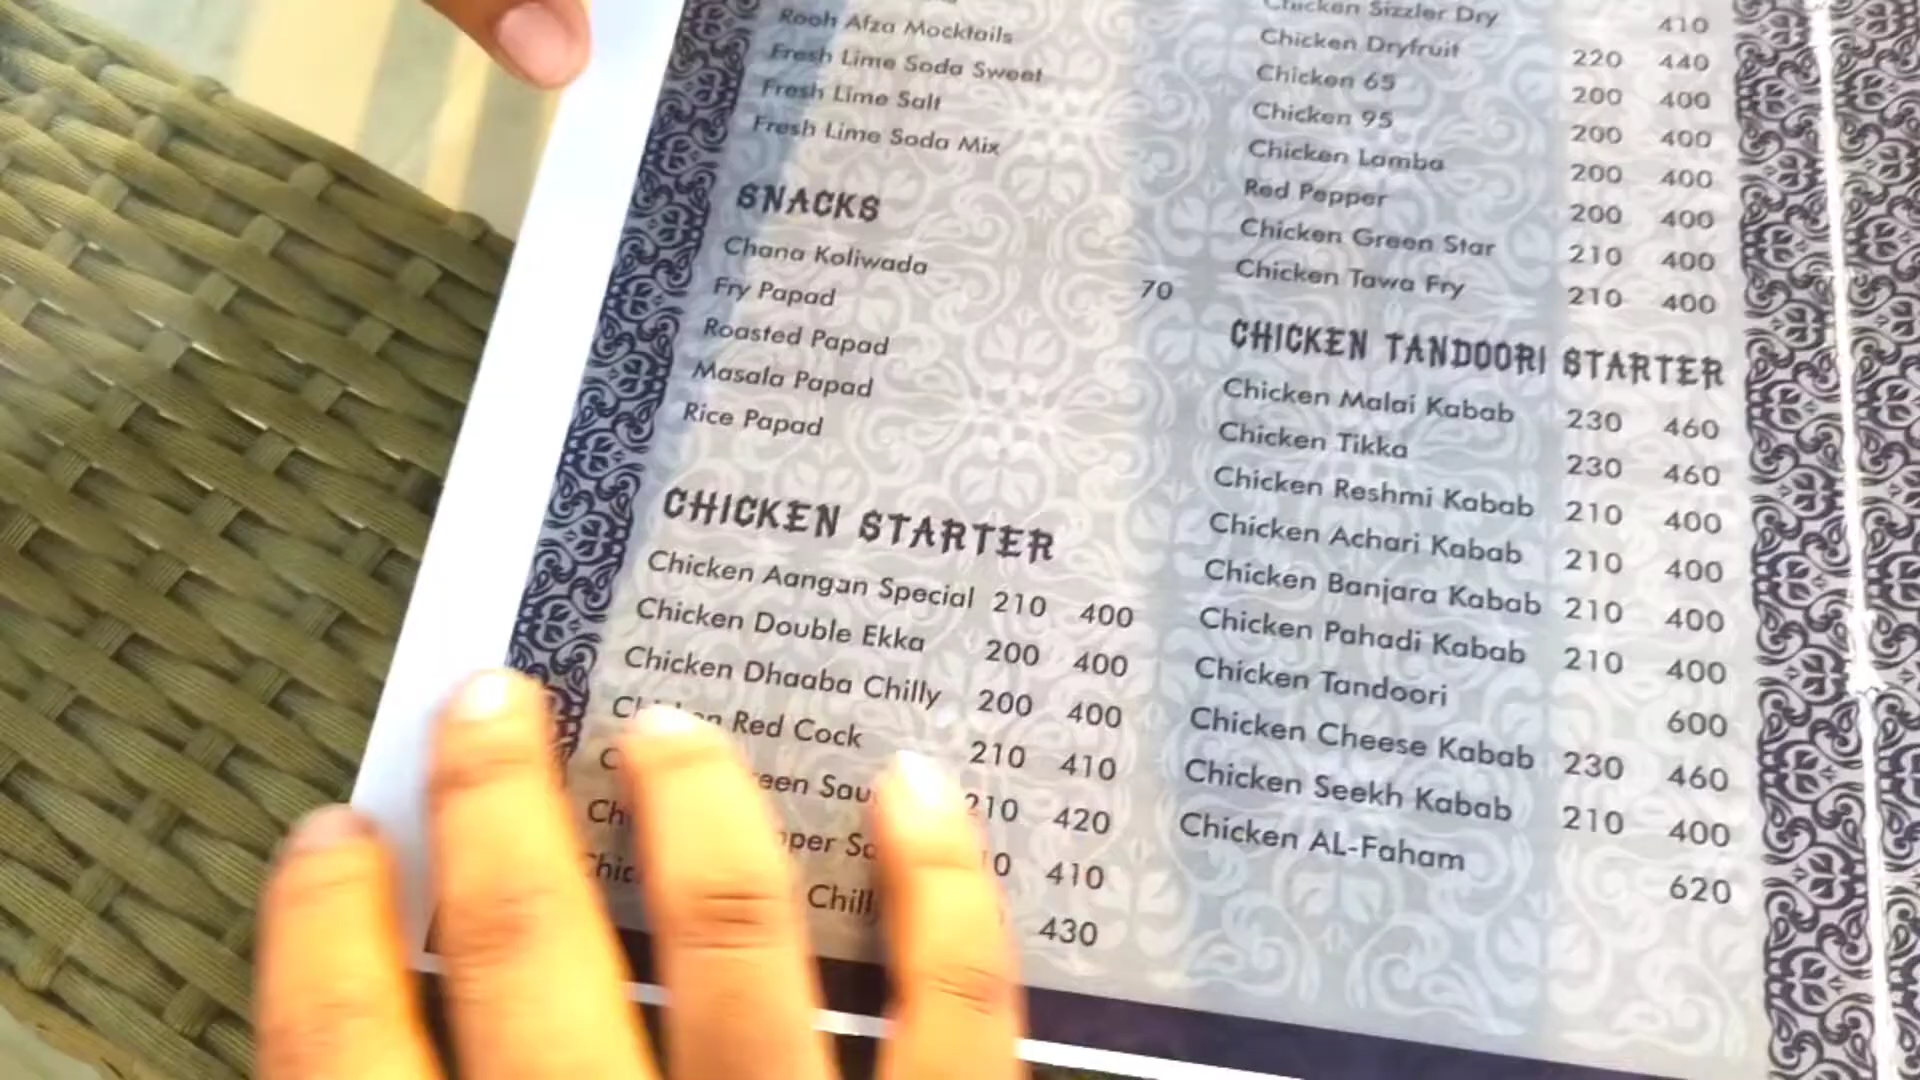 Rooh Afza Mocktails
Fresh Lime Soda Sweet
Fresh Lime Salt
Fresh Lime Soda Mix
SNACKS
Chana Koliwada 70
Fry Papad
Roasted Papad
Masala Papad
Rice Papad
CHICKEN STARTER
Chicken Aangan Special 210 400
Chicken Double Ekka 200 400
Chicken Dhaaba Chilly 200 400
Red Cock 210 410
210 420
410
430
Chicken Sizzler Dry 410
Chicken Dryfruit 220 440
Chicken 65 200 400
Chicken 95 200 400
Chicken Lamba 200 400
Red Pepper 200 400
Chicken Green Star 210 400
Chicken Tawa Fry 210 400
CHICKEN TANDOORI STARTER
Chicken Malai Kabab 230 460
Chicken Tikka 230 460
Chicken Reshmi Kabab 210 400
Chicken Achari Kabab 210 400
Chicken Banjara Kabab 210 400
Chicken Pahadi Kabab 210 400
Chicken Tandoori 600
Chicken Cheese Kabab 230 460
Chicken Seekh Kabab 210 400
Chicken AL-Faham 620